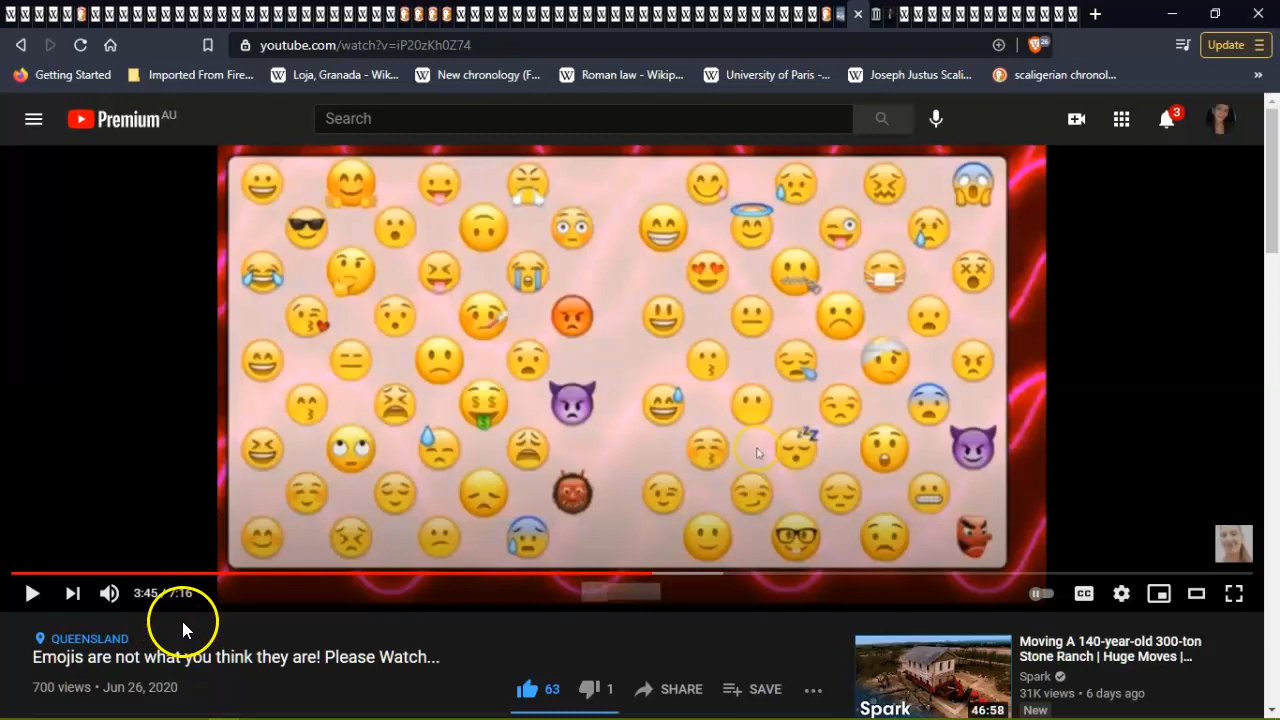 youtube.com/watch?v=iP20zKh0Z74
26
Update
Getting Started
Imported From Fire...
Loja, Granada - Wik...
New chronology (F...
Roman law - Wikip...
University of Paris -...
Joseph Justus Scali...
scaligerian chronol...
»
Premium AU
Search
3
3:45 / 7:16
CC
QUEENSLAND
Emojis are not what you think they are! Please Watch...
700 views • Jun 26, 2020
63
1
SHARE
SAVE
Moving A 140-year-old 300-ton
Stone Ranch | Huge Moves |...
Spark
31K views • 6 days ago
New
Spark
46:58